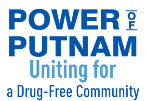 POWER OF
PUTNAM
Uniting for
a Drug-Free Community